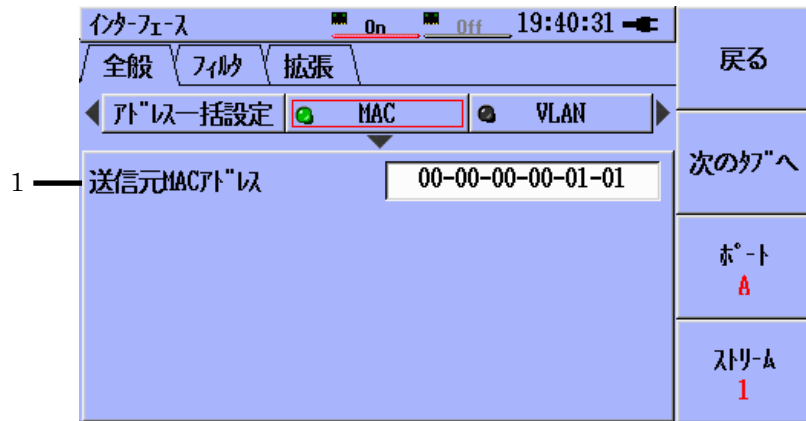 インターフェース On Off 19:40:31
戻る
全般 フィルタ 拡張
アドレス一括設定 MAC VLAN
次のタブへ
1 送信元MACアドレス 00-00-00-00-01-01
ポート
A
ストリーム
1